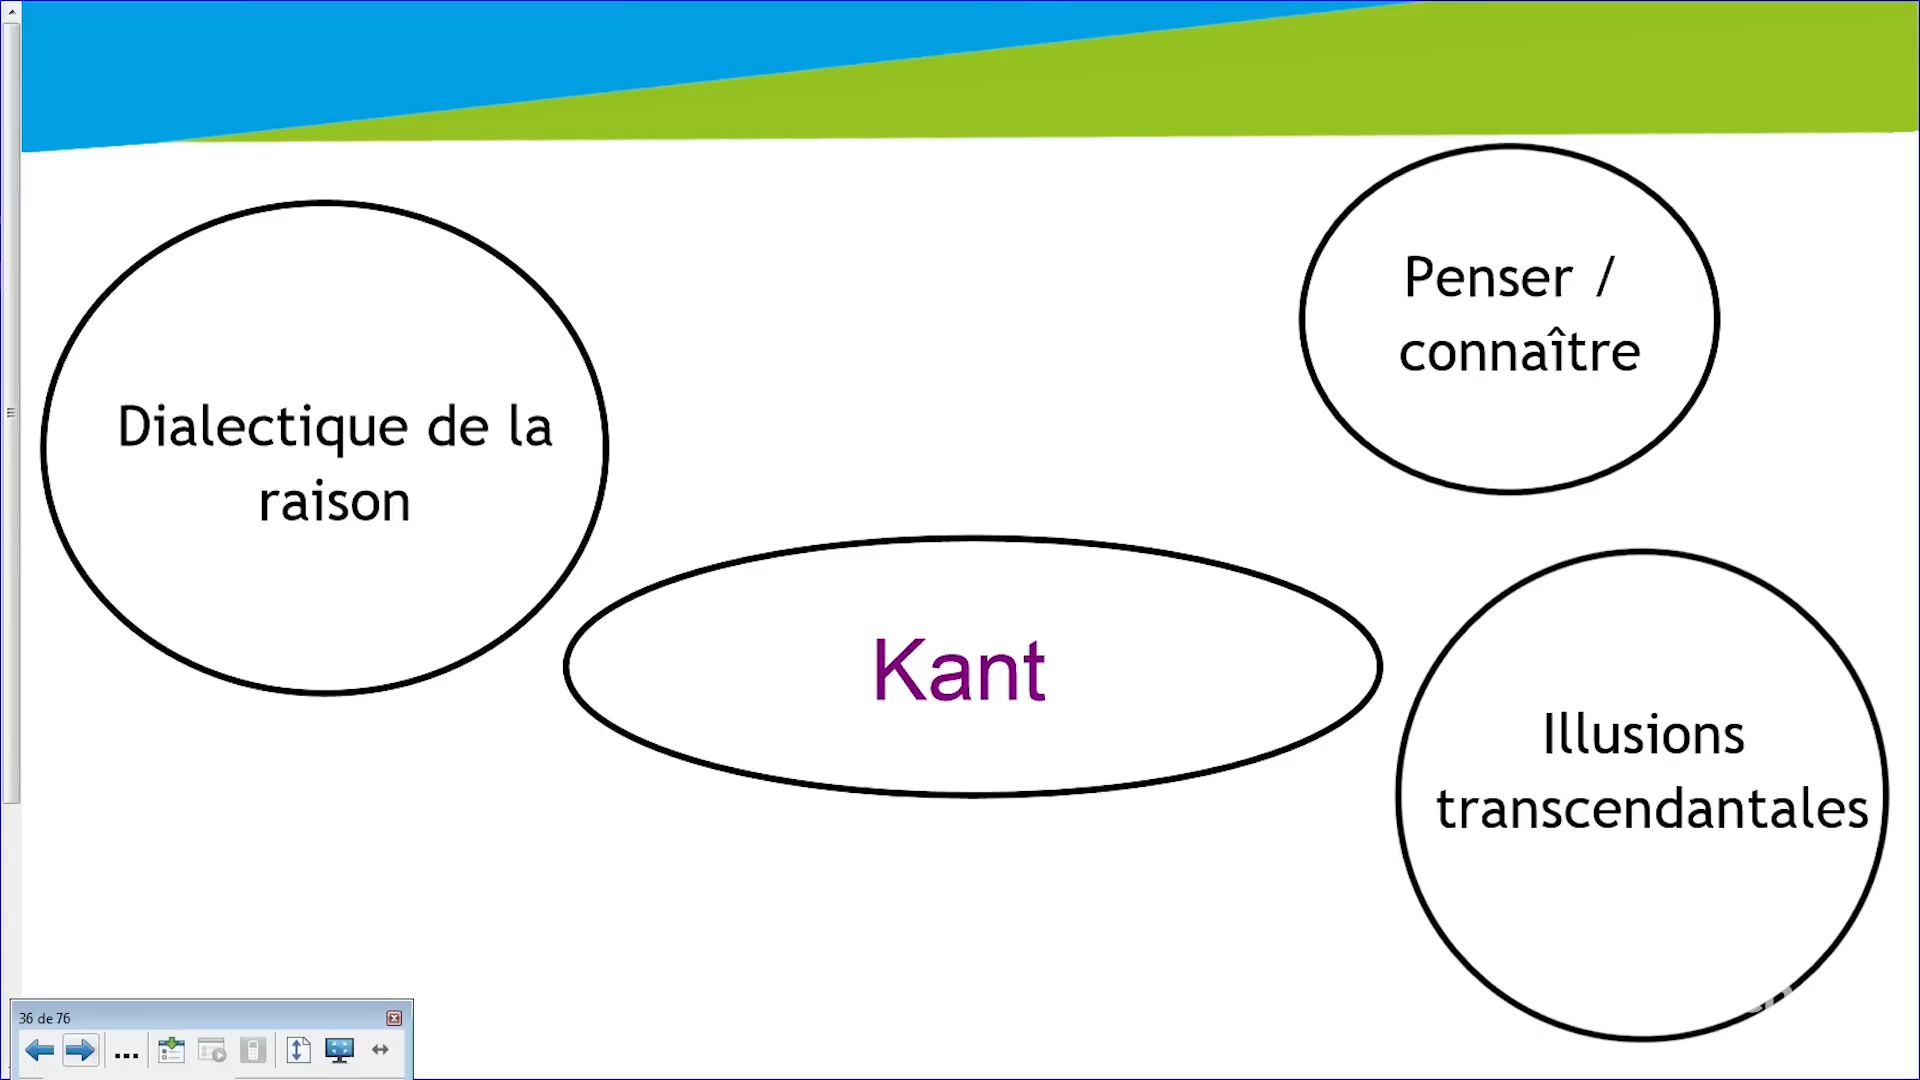 Penser /
connaître
Dialectique de la
raison
Kant
Illusions
transcendantales
36 de 76